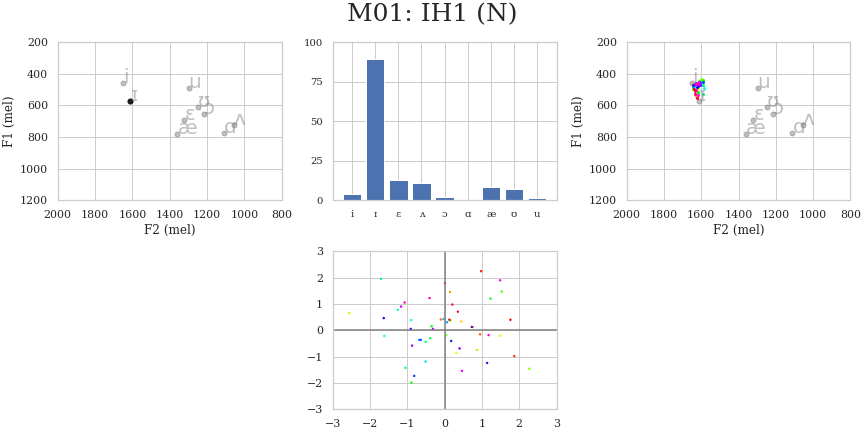 M01: IH1 (N)
200
400
600
800
1000
1200
F1 (mel)
i
ɪ
u
ʊ
ɔ
ɛ
æ
ɑ
ʌ
2000 1800 1600 1400 1200 1000 800
F2 (mel)
100
75
50
25
0
i ɪ ɛ ʌ ɔ ɑ æ ʊ u
200
400
600
800
1000
1200
F1 (mel)
i
ɪ
u
ʊ
ɔ
ɛ
æ
ɑ
ʌ
2000 1800 1600 1400 1200 1000 800
F2 (mel)
3
2
1
0
−1
−2
−3
−3 −2 −1 0 1 2 3